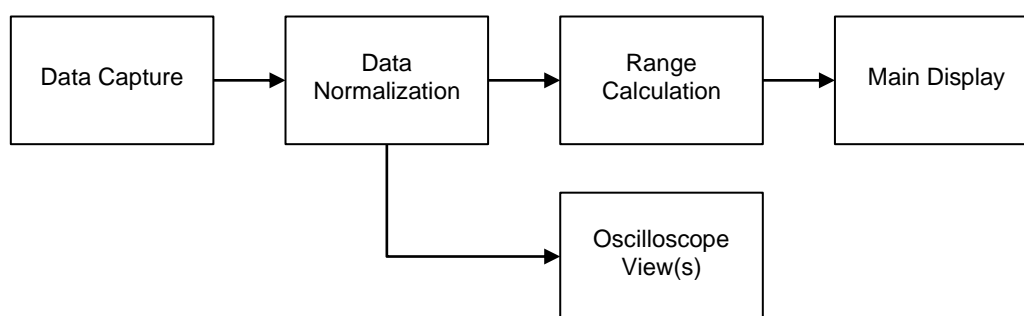 Data Capture
Data
Normalization
Range
Calculation
Main Display
Oscilloscope
View(s)